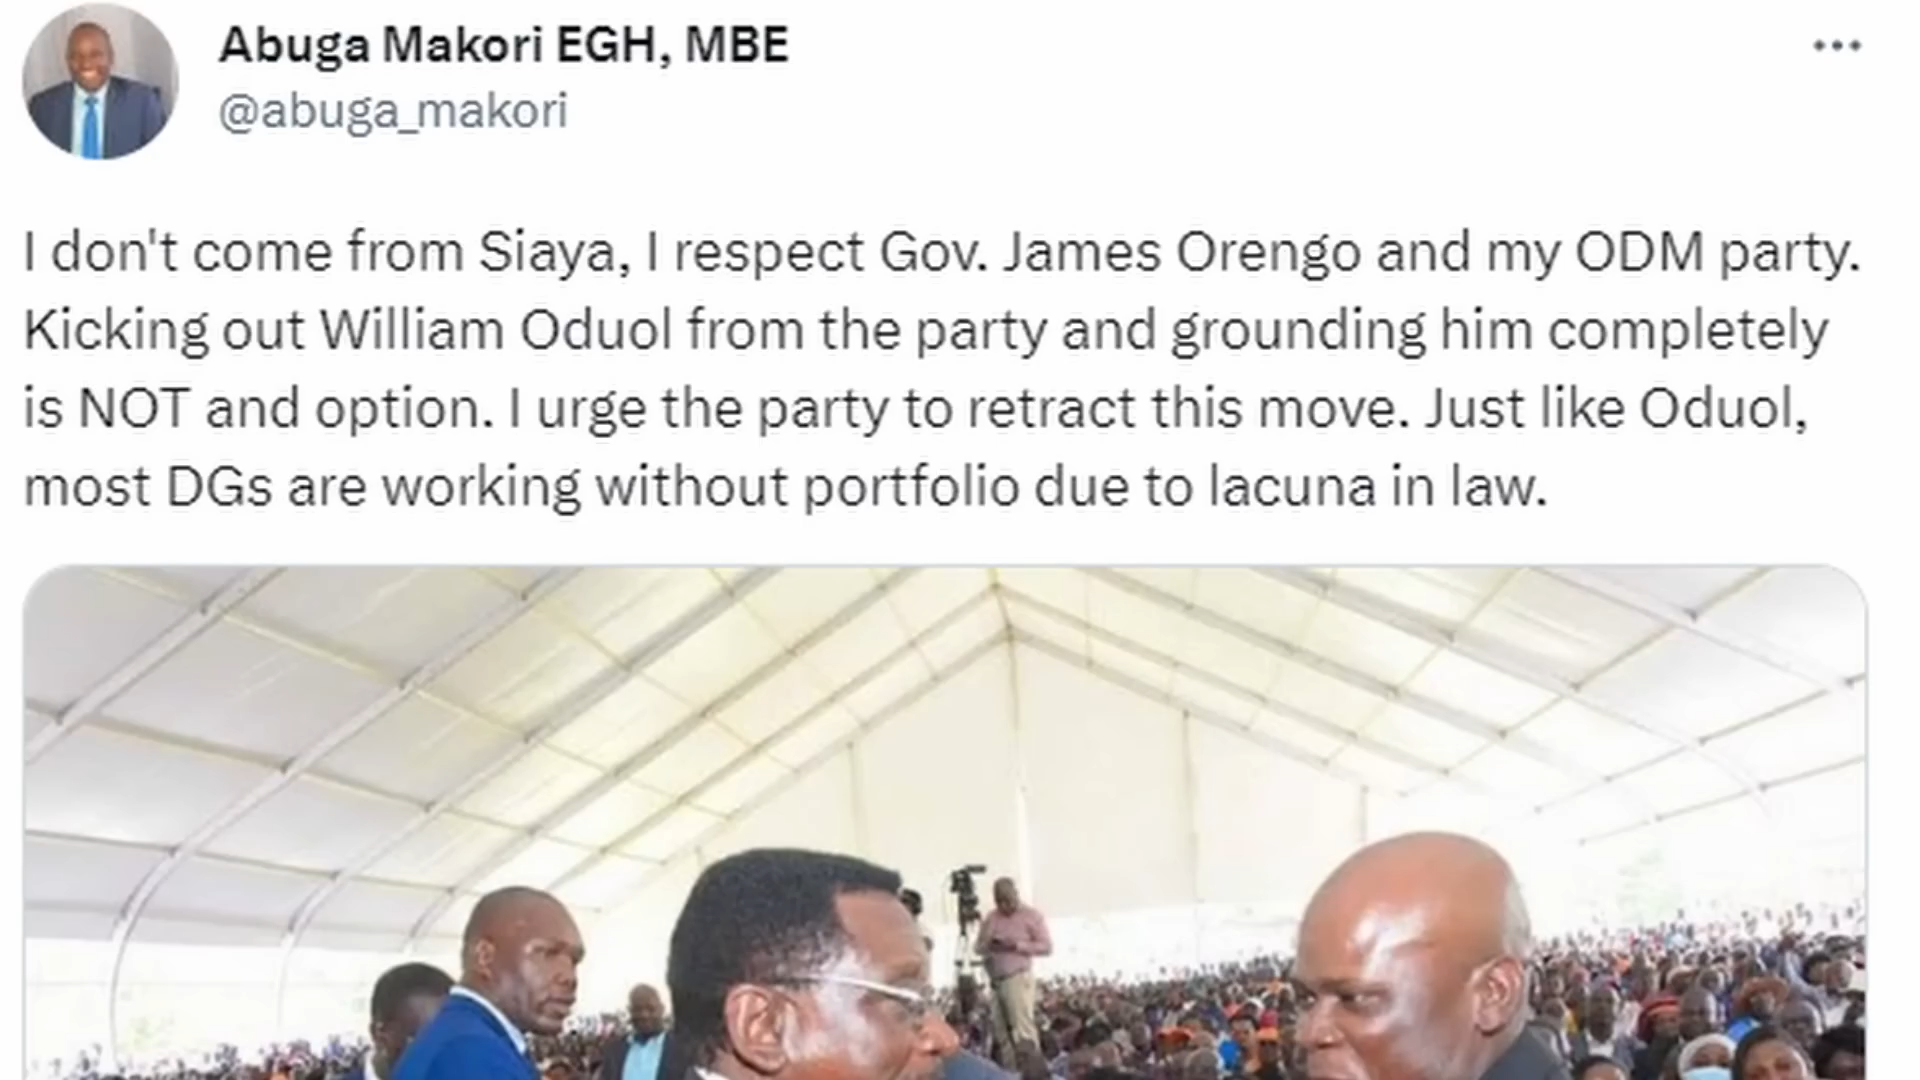 Abuga Makori EGH, MBE
@abuga_makori
I don't come from Siaya, I respect Gov. James Orengo and my ODM party.
Kicking out William Oduol from the party and grounding him completely
is NOT and option. I urge the party to retract this move. Just like Oduol,
most DGs are working without portfolio due to lacuna in law.